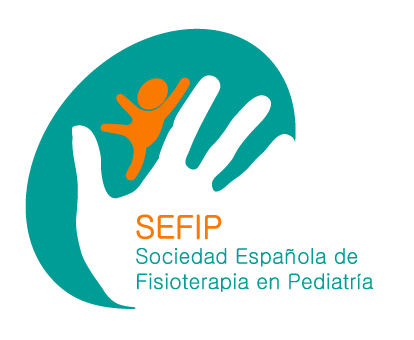 SEFIP
Sociedad Española de
Fisioterapia en Pediatría